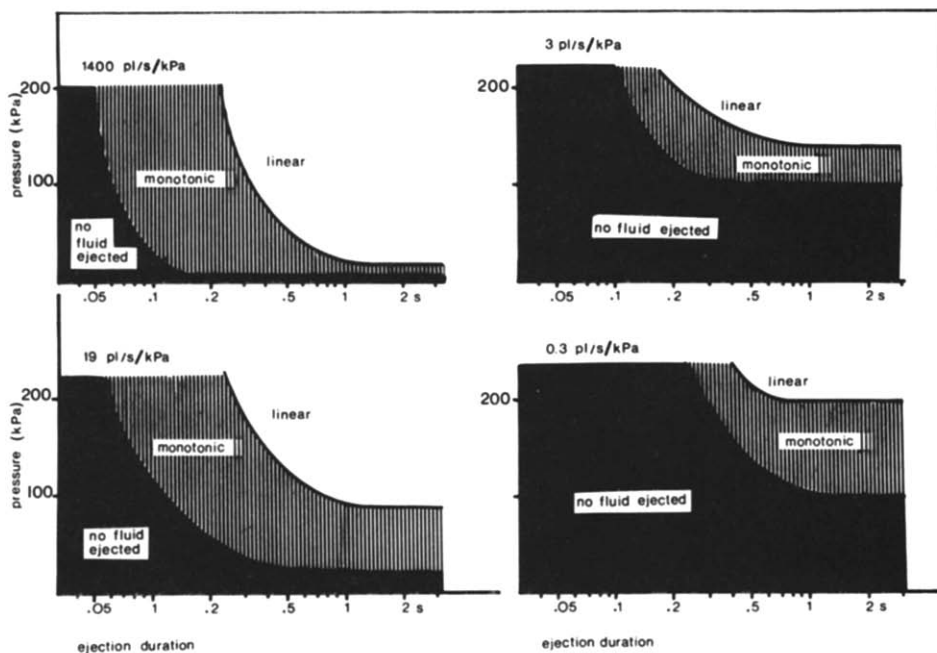 1400 pl/s/kPa
200
100
pressure (kPa)
linear
monotonic
no
fluid
ejected
.05 .1 .2 .5 1 2 s
3 pl/s/kPa
200
linear
monotonic
no fluid ejected
.05 .1 .2 .5 1 2 s
19 pl/s/kPa
200
100
pressure (kPa)
linear
monotonic
no fluid
ejected
.05 .1 .2 .5 1 2 s
ejection duration
0.3 pl/s/kPa
200
linear
monotonic
no fluid ejected
.05 .1 .2 .5 1 2 s
ejection duration